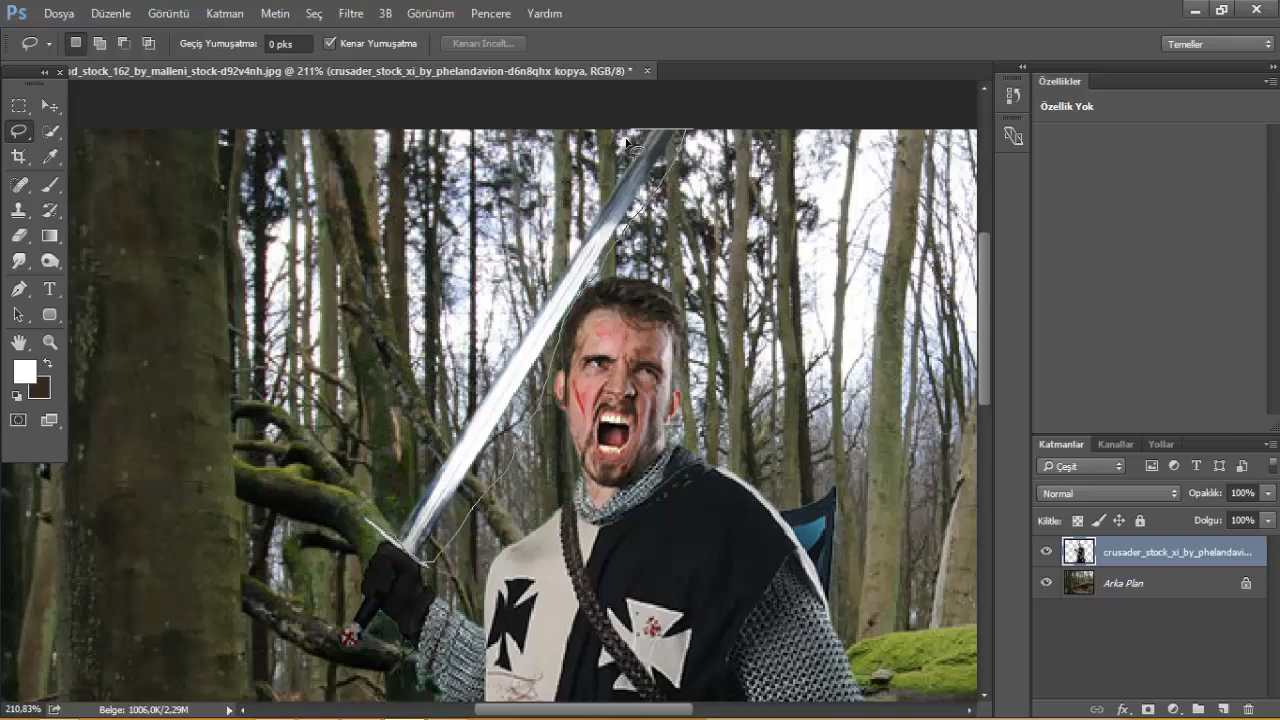 Ps Dosya Düzenle Görüntü Katman Metin Seç Filtre 3B Görünüm Pencere Yardım
Geçiş Yumuşatma: 0 pks Kenar Yumuşatma Kenarı İncelt... Temeller
ud_stock_162_by_malleni_stock-d92v4nh.jpg @ 211% (crusader_stock_xi_by_phelandavion-d6n8qhx kopya, RGB/8) *
Özellikler
Özellik Yok
Katmanlar Kanallar Yollar
Çeşit
Normal Opaklık: 100%
Kilitle: Dolgu: 100%
crusader_stock_xi_by_phelandavi...
Arka Plan
210,83% Belge: 1006,0K/2,29M